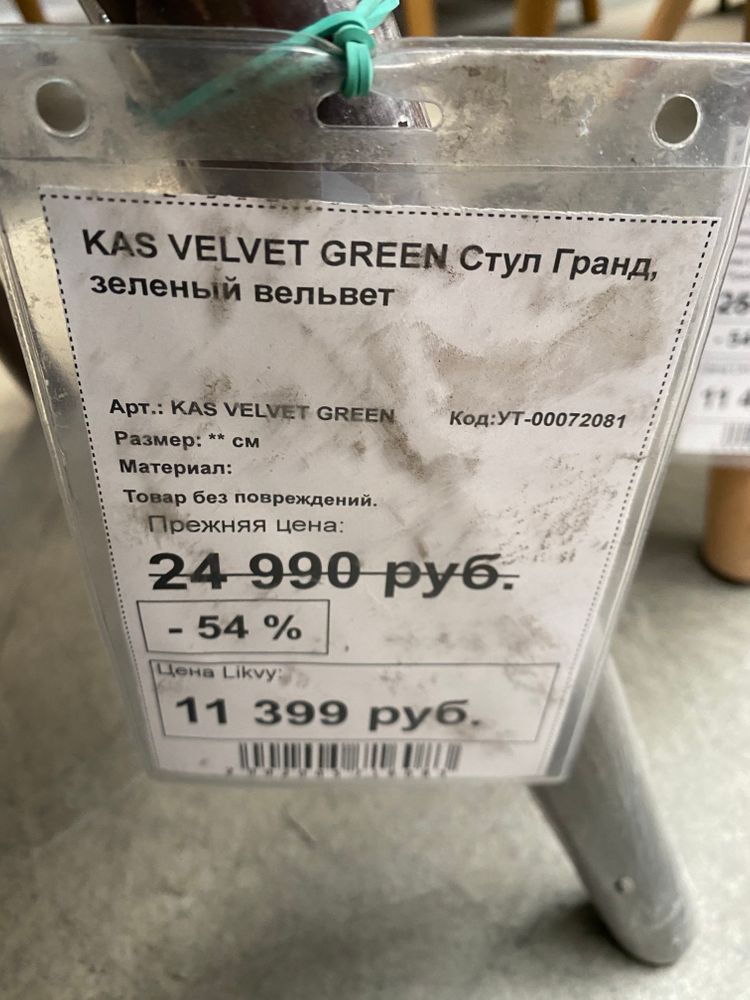 KAS VELVET GREEN Стул Гранд,
зеленый вельвет
Арт.: KAS VELVET GREEN Код:УТ-00072081
Размер: ** см
Материал:
Товар без повреждений.
Прежняя цена:
24 990 руб.
- 54 %
Цена Likvy:
11 399 руб.